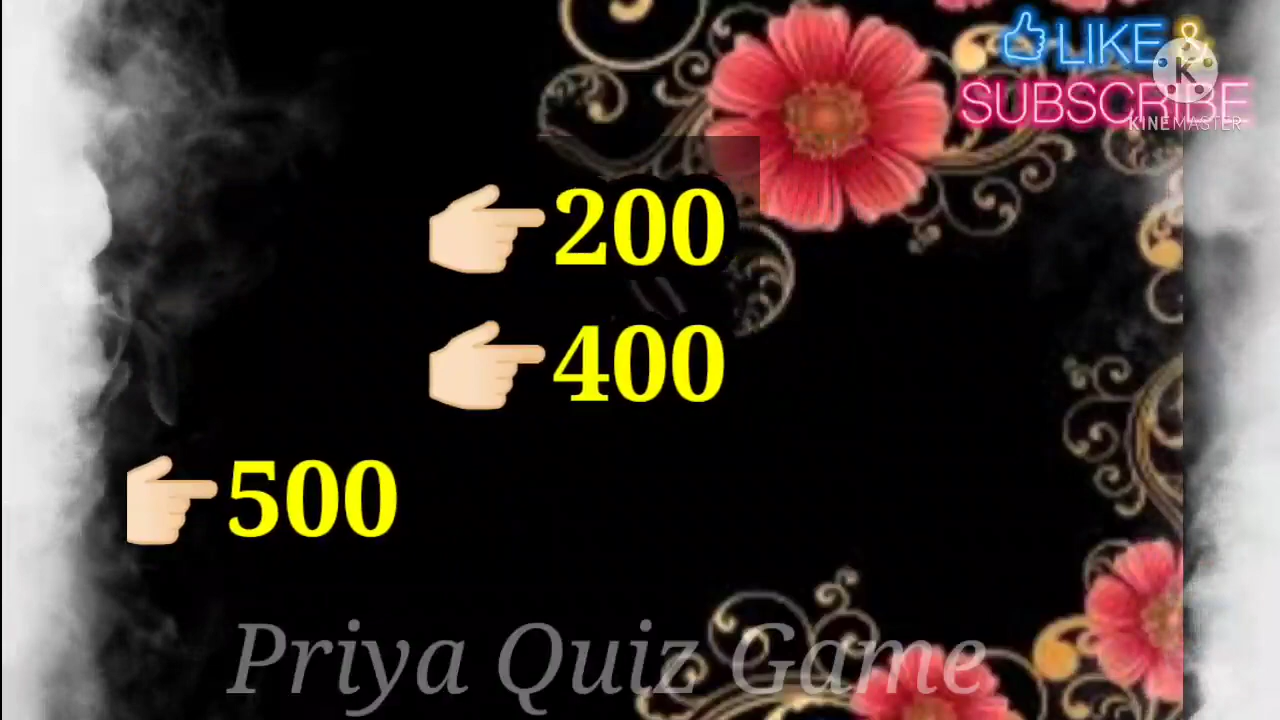 LIKE &
SUBSCRIBE
K
KINEMASTER
👉🏻200
👉🏻400
👉🏻500
Priya Quiz Game